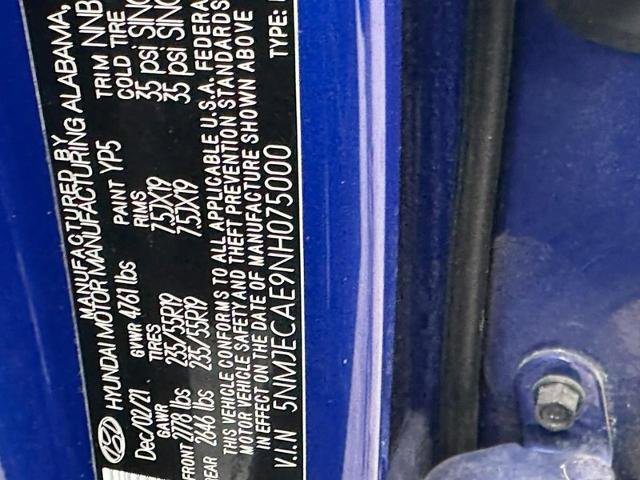 MANUFACTURED BY
HYUNDAI MOTOR MANUFACTURING ALABAMA,
Dec/02/21 GVWR 4761 lbs PAINT YP5 TRIM NNB
GAWR TIRES RIMS COLD TIRE
FRONT 2778 lbs 235/55R19 7.5JX19 35 psi, SING
REAR 2646 lbs 235/55R19 7.5JX19 35 psi, SING
THIS VEHICLE CONFORMS TO ALL APPLICABLE U.S.A. FEDERA
MOTOR VEHICLE SAFETY AND THEFT PREVENTION STANDARDS
IN EFFECT ON THE DATE OF MANUFACTURE SHOWN ABOVE
V.I.N 5NMJECAE9NH075000 TYPE: